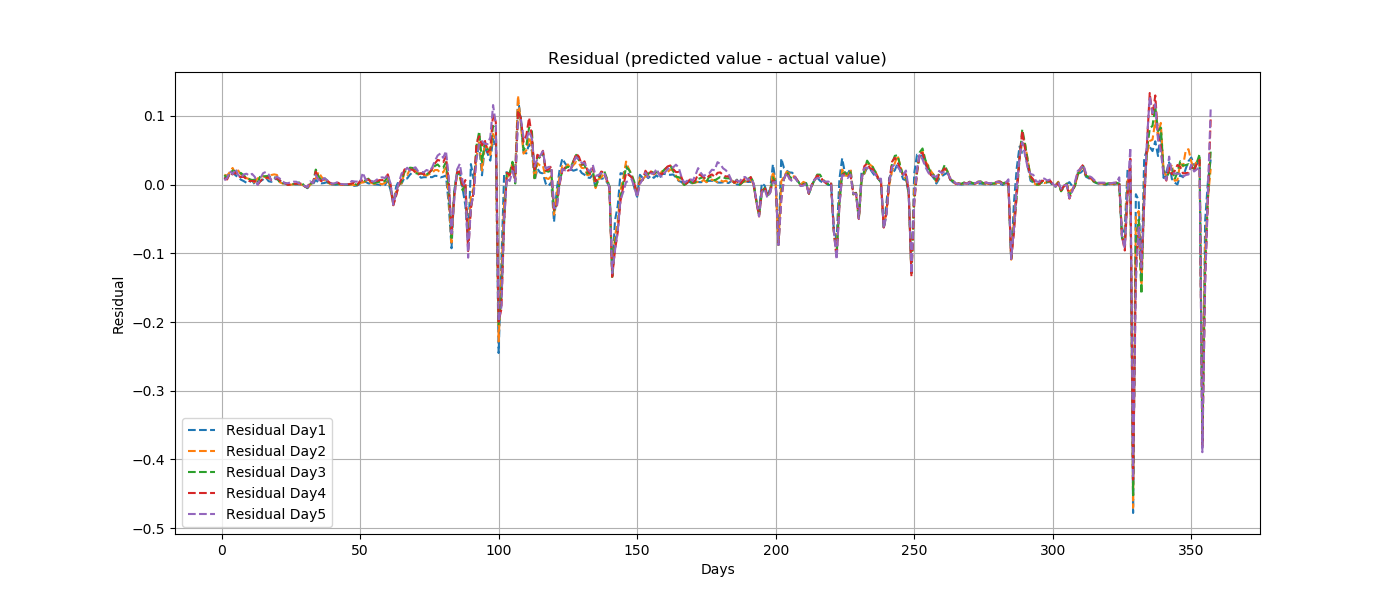 Residual (predicted value - actual value)
0.1
0.0
−0.1
−0.2
−0.3
−0.4
−0.5
Residual
Residual Day1
Residual Day2
Residual Day3
Residual Day4
Residual Day5
0 50 100 150 200 250 300 350
Days